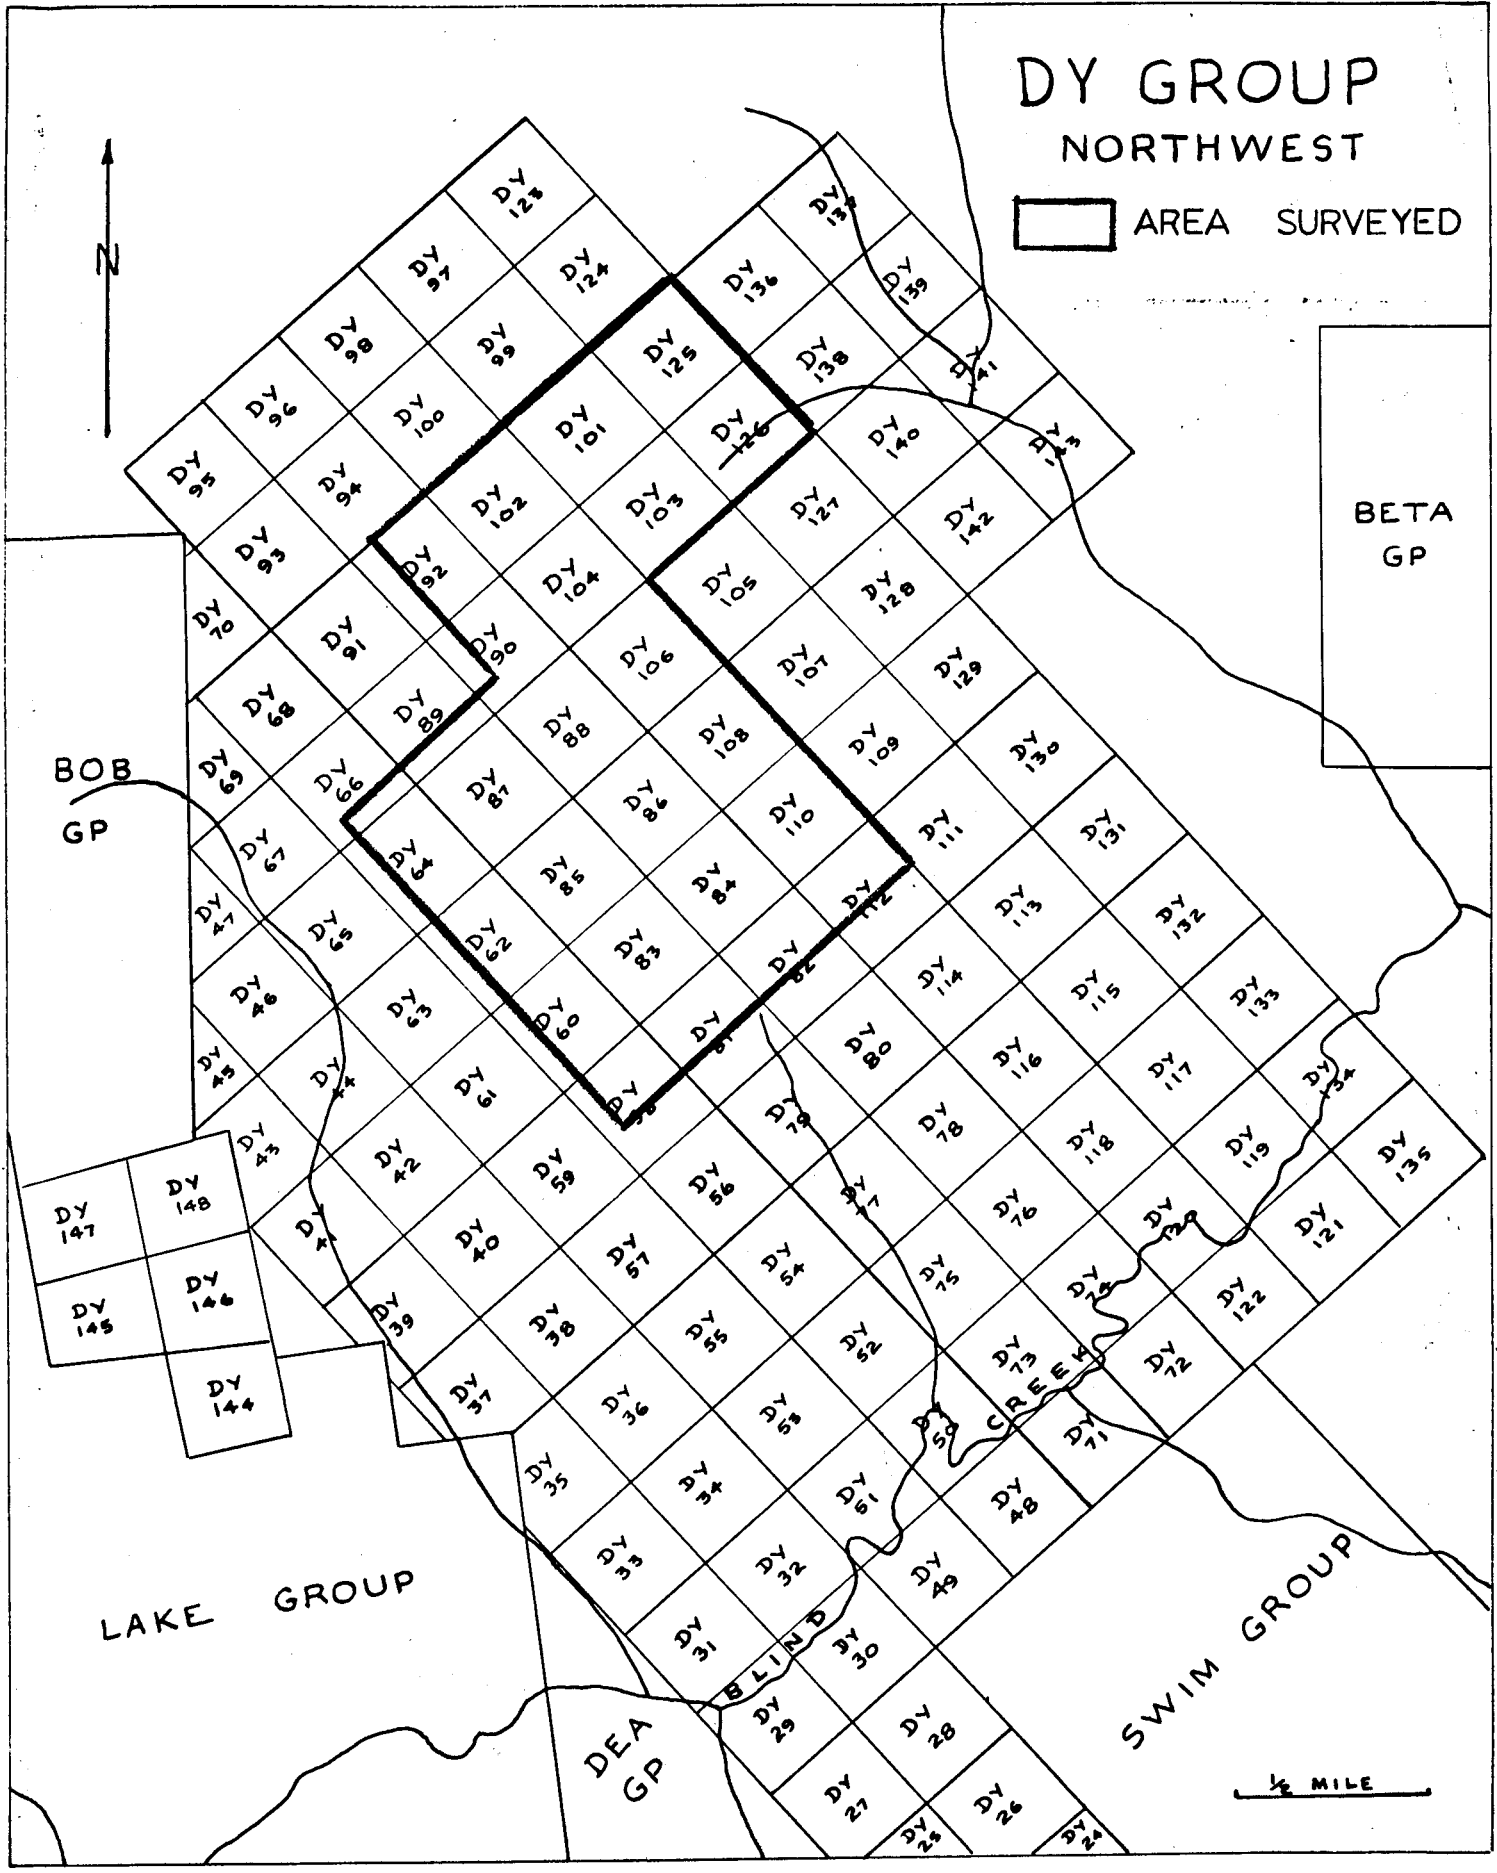 DY GROUP
NORTHWEST
AREA SURVEYED
N
DY
123
DY
97
DY
124
DY
136
DY
139
DY
98
DY
99
DY
125
DY
138
DY
141
DY
96
DY
100
DY
101
DY
126
DY
140
DY
143
DY
95
DY
94
DY
102
DY
103
DY
127
DY
142
BETA
GP
DY
93
DY
92
DY
104
DY
105
DY
128
DY
70
DY
91
DY
90
DY
106
DY
107
DY
129
DY
68
DY
89
DY
88
DY
108
DY
109
DY
130
BOB
GP
DY
69
DY
66
DY
87
DY
86
DY
110
DY
111
DY
131
DY
67
DY
64
DY
85
DY
84
DY
112
DY
113
DY
132
DY
47
DY
65
DY
62
DY
83
DY
82
DY
114
DY
115
DY
133
DY
46
DY
63
DY
60
DY
81
DY
80
DY
116
DY
117
DY
134
DY
45
DY
44
DY
61
DY
58
DY
79
DY
78
DY
118
DY
119
DY
135
DY
43
DY
42
DY
59
DY
56
DY
77
DY
76
DY
120
DY
121
DY
147
DY
148
DY
41
DY
40
DY
57
DY
54
DY
75
DY
74
DY
122
DY
145
DY
146
DY
39
DY
38
DY
55
DY
52
DY
73
DY
72
DY
144
DY
37
DY
36
DY
53
DY
50
CREEK
DY
71
DY
35
DY
34
DY
51
DY
48
DY
33
DY
32
DY
49
LAKE GROUP
DY
31
BLIND
DY
30
SWIM GROUP
DY
29
DY
28
DEA
GP
DY
27
DY
26
DY
25
DY
24
½ MILE